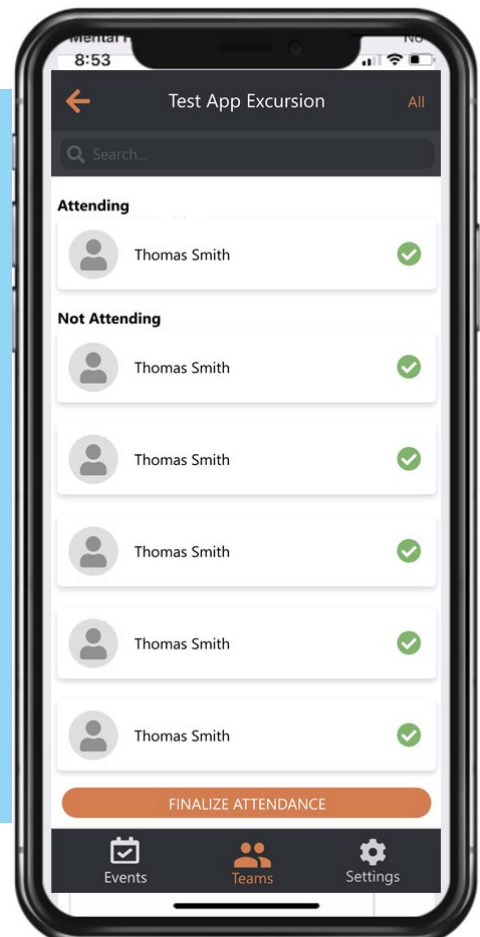 8:53
Test App Excursion All
Search...
Attending
Thomas Smith
Not Attending
Thomas Smith
Thomas Smith
Thomas Smith
Thomas Smith
Thomas Smith
FINALIZE ATTENDANCE
Events Teams Settings